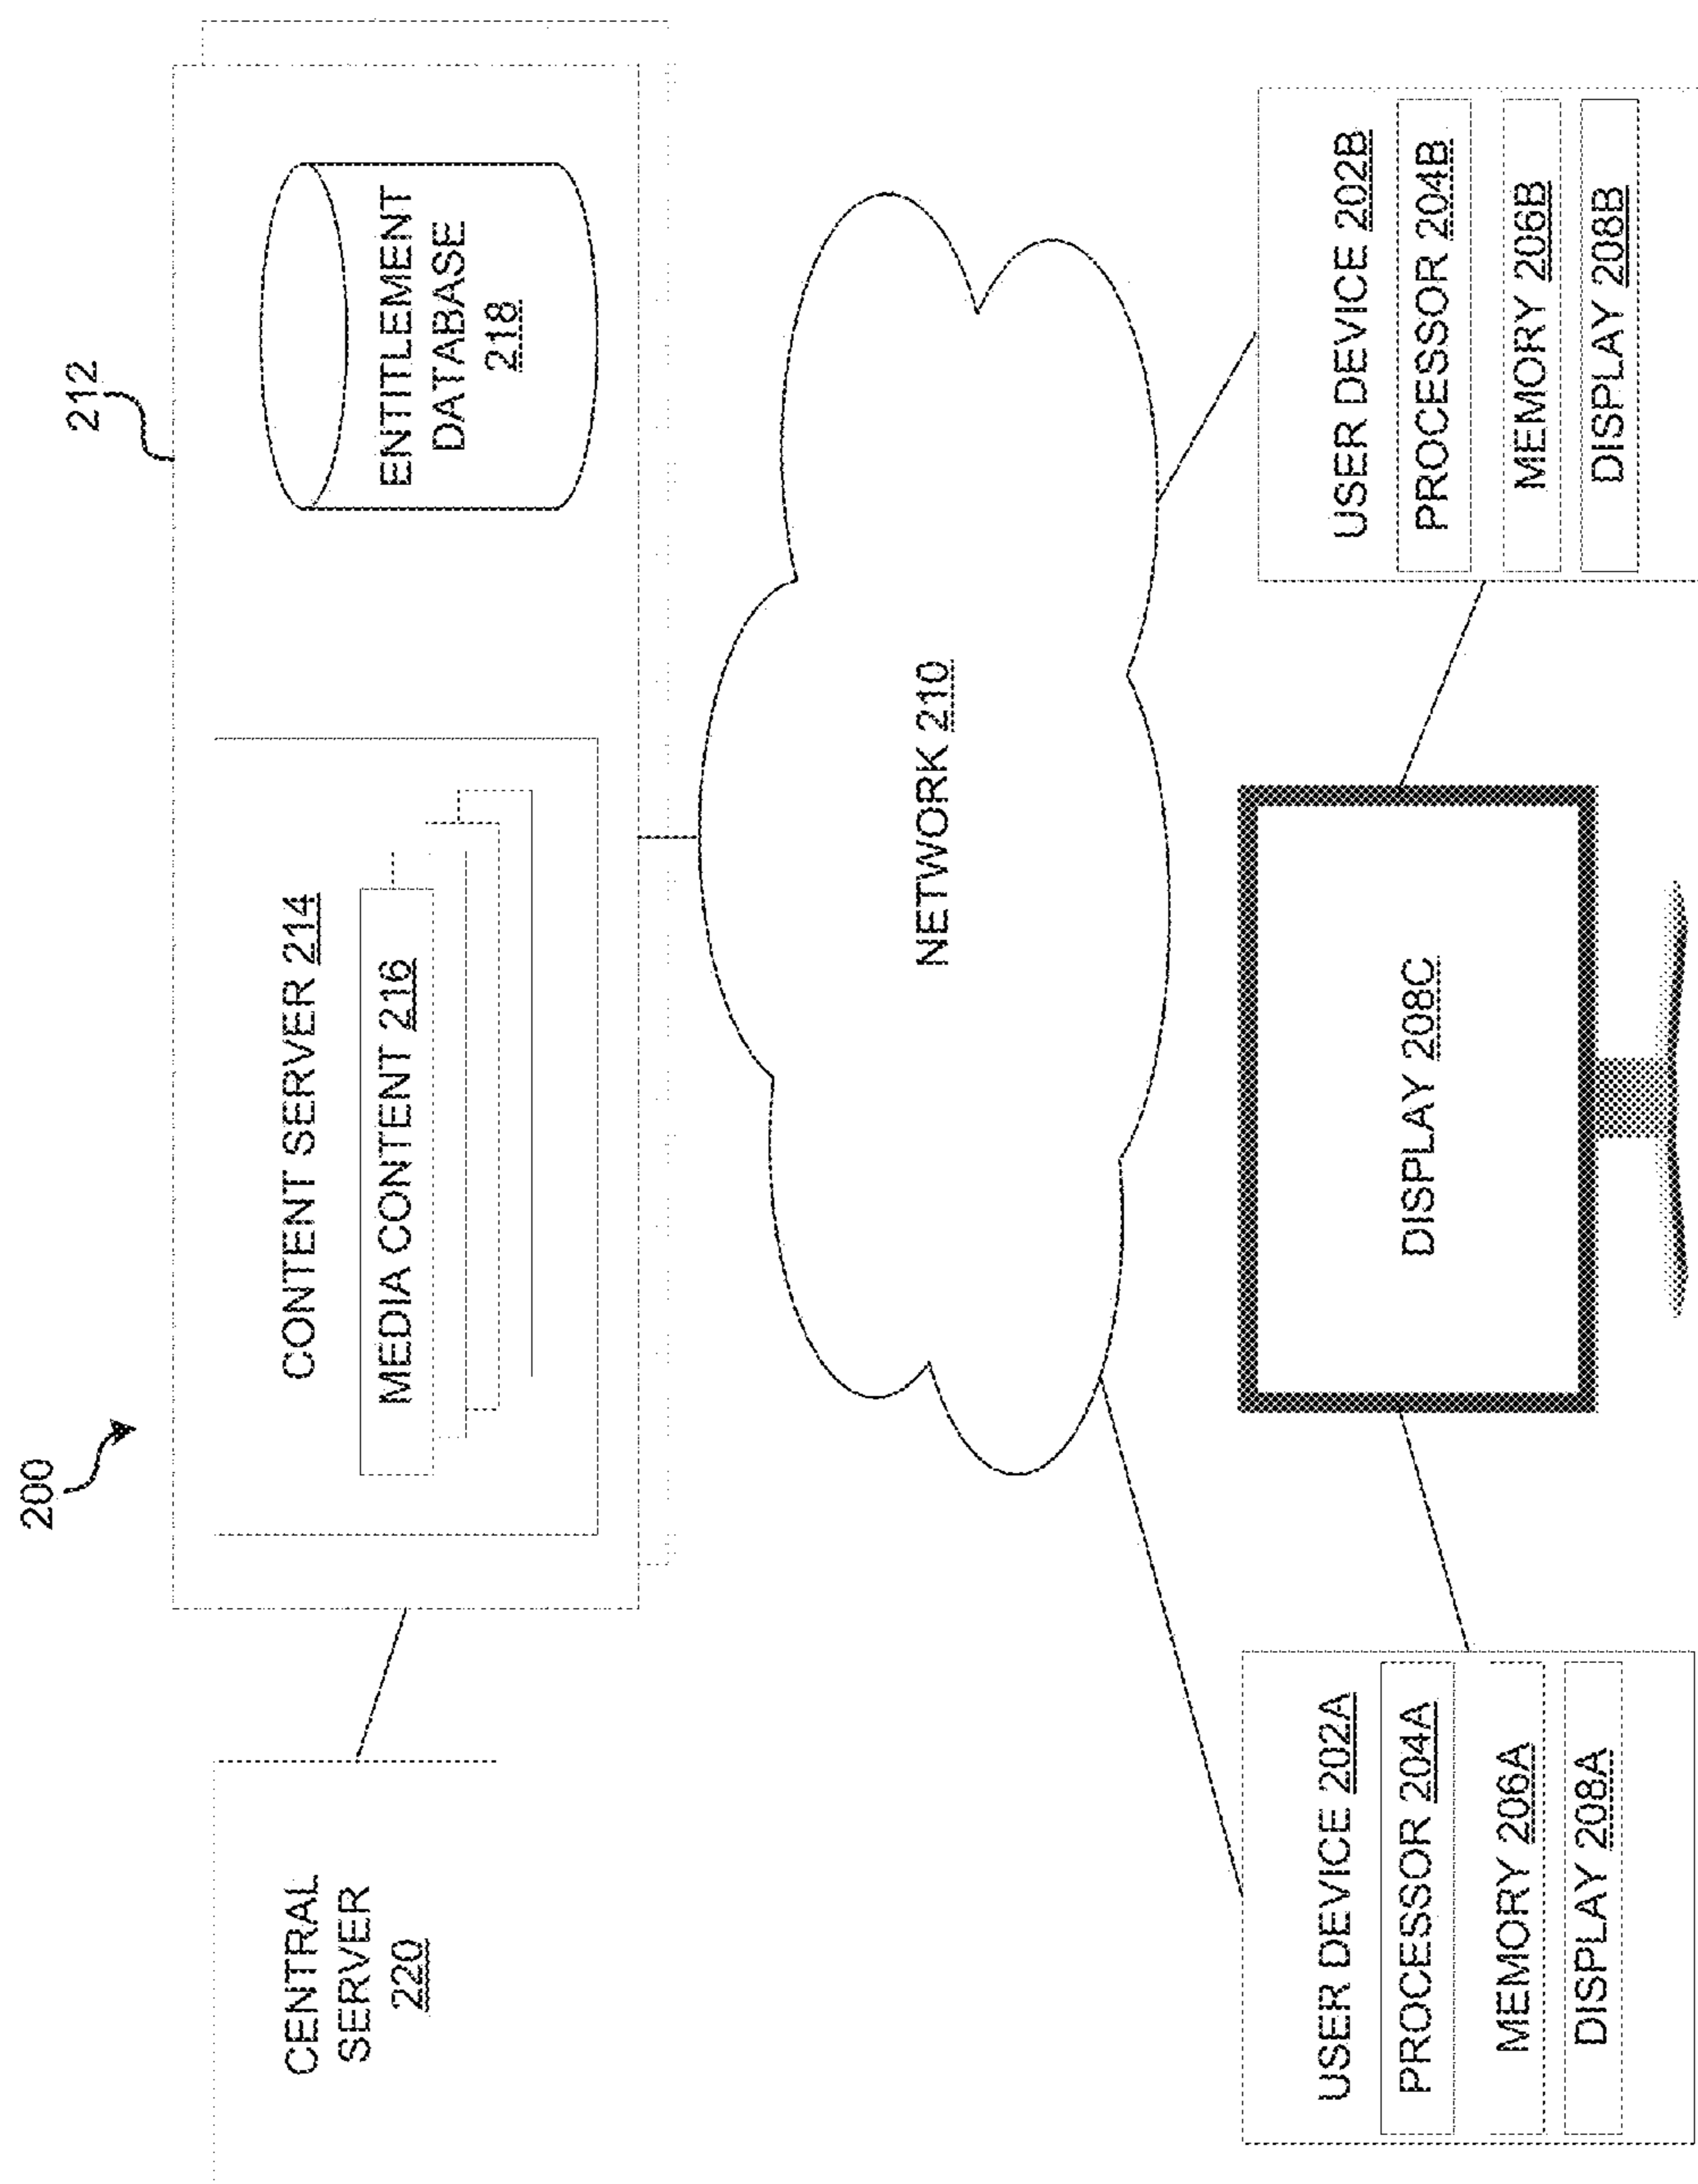 200
212
CENTRAL
SERVER
220
CONTENT SERVER 214
MEDIA CONTENT 216
ENTITLEMENT
DATABASE
218
NETWORK 210
USER DEVICE 202A
PROCESSOR 204A
MEMORY 206A
DISPLAY 208A
DISPLAY 208C
USER DEVICE 202B
PROCESSOR 204B
MEMORY 206B
DISPLAY 208B